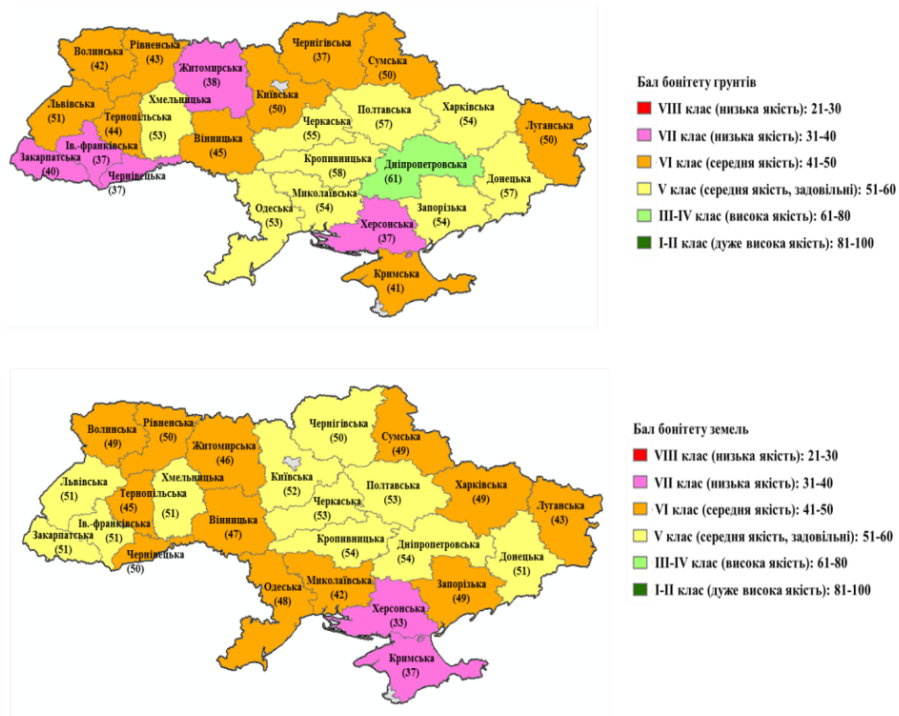 Волинська
(42)
Рівненська
(43)
Житомирська
(38)
Чернігівська
(37)
Сумська
(50)
Київська
(50)
Львівська
(51)
Тернопільська
(44)
Хмельницька
(53)
Вінницька
(45)
Черкаська
(55)
Полтавська
(57)
Харківська
(54)
Луганська
(50)
Закарпатська
(40)
Ів.-франківська
(37)
Чернівецька
(37)
Кропивницька
(58)
Дніпропетровська
(61)
Донецька
(57)
Одеська
(53)
Миколаївська
(54)
Херсонська
(37)
Запорізька
(54)
Кримська
(41)
Бал бонітету грунтів
VIII клас (низька якість): 21-30
VII клас (низька якість): 31-40
VI клас (середня якість): 41-50
V клас (середня якість, задовільні): 51-60
III-IV клас (висока якість): 61-80
I-II клас (дуже висока якість): 81-100
Волинська
(49)
Рівненська
(50)
Житомирська
(46)
Чернігівська
(50)
Сумська
(49)
Київська
(52)
Львівська
(51)
Тернопільська
(45)
Хмельницька
(51)
Вінницька
(47)
Черкаська
(53)
Полтавська
(53)
Харківська
(49)
Луганська
(43)
Закарпатська
(51)
Ів.-франківська
(51)
Чернівецька
(50)
Кропивницька
(54)
Дніпропетровська
(54)
Донецька
(51)
Одеська
(48)
Миколаївська
(42)
Херсонська
(33)
Запорізька
(49)
Кримська
(37)
Бал бонітету земель
VIII клас (низька якість): 21-30
VII клас (низька якість): 31-40
VI клас (середня якість): 41-50
V клас (середня якість, задовільні): 51-60
III-IV клас (висока якість): 61-80
I-II клас (дуже висока якість): 81-100